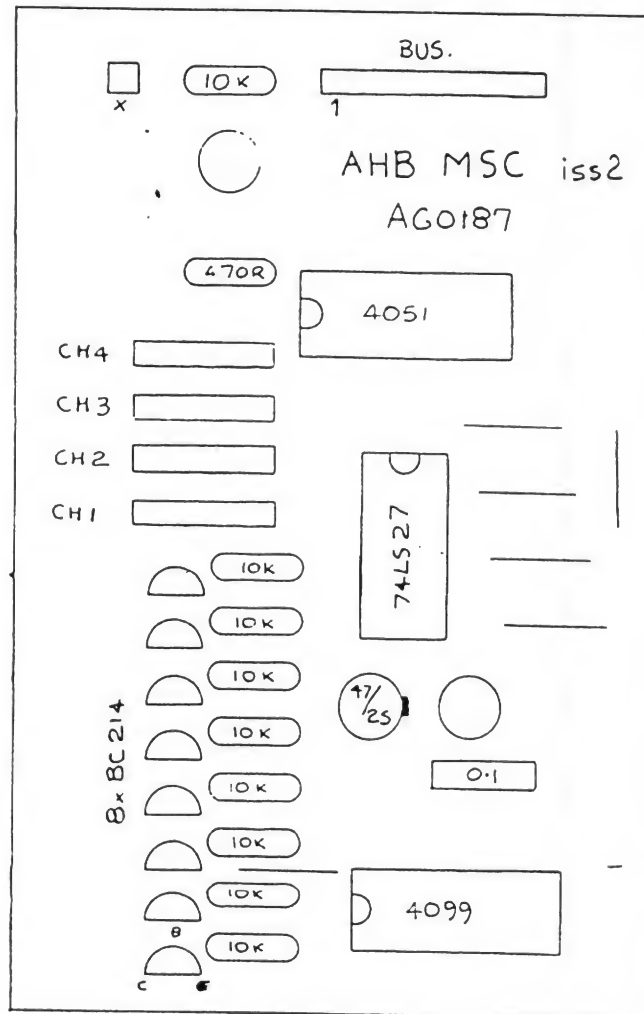 BUS.
10K
X
1
AHB MSC iss2
AG0187
470R
4051
CH4
CH3
CH2
CH1
74LS27
10K
10K
10K
10K
10K
10K
10K
10K
8x BC214
47/25
0.1
4099
B
C